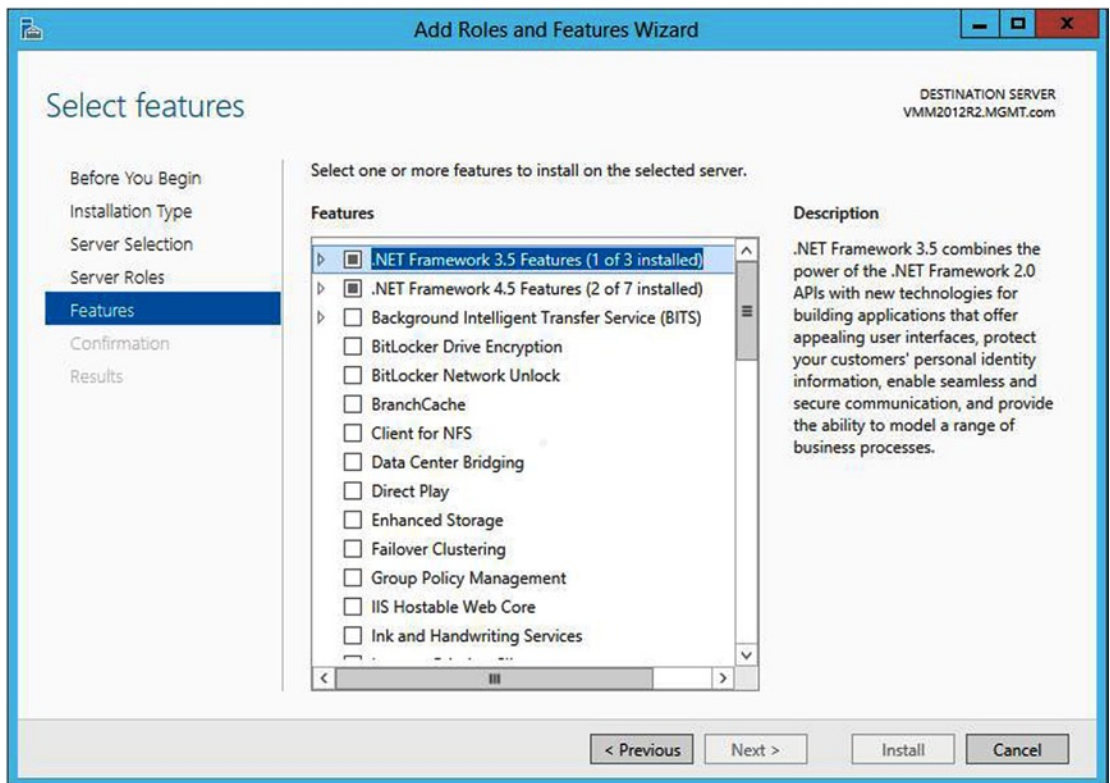 Add Roles and Features Wizard
Select features
DESTINATION SERVER
VMM2012R2.MGMT.com
Before You Begin
Installation Type
Server Selection
Server Roles
Features
Confirmation
Results
Select one or more features to install on the selected server.
Features
.NET Framework 3.5 Features (1 of 3 installed)
.NET Framework 4.5 Features (2 of 7 installed)
Background Intelligent Transfer Service (BITS)
BitLocker Drive Encryption
BitLocker Network Unlock
BranchCache
Client for NFS
Data Center Bridging
Direct Play
Enhanced Storage
Failover Clustering
Group Policy Management
IIS Hostable Web Core
Ink and Handwriting Services
Description
.NET Framework 3.5 combines the
power of the .NET Framework 2.0
APIs with new technologies for
building applications that offer
appealing user interfaces, protect
your customers' personal identity
information, enable seamless and
secure communication, and provide
the ability to model a range of
business processes.
< Previous
Next >
Install
Cancel